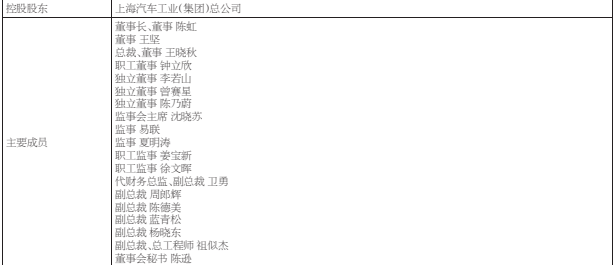 控股股东 上海汽车工业(集团)总公司
董事长、董事 陈虹
董事 王坚
总裁、董事 王晓秋
职工董事 钟立欣
独立董事 李若山
独立董事 曾赛星
独立董事 陈乃蔚
监事会主席 沈晓苏
监事 易联
主要成员 监事 夏明涛
职工监事 姜宝新
职工监事 徐文晖
代财务总监、副总裁 卫勇
副总裁 周郎辉
副总裁 陈德美
副总裁 蓝青松
副总裁 杨晓东
副总裁、总工程师 祖似杰
董事会秘书 陈逊